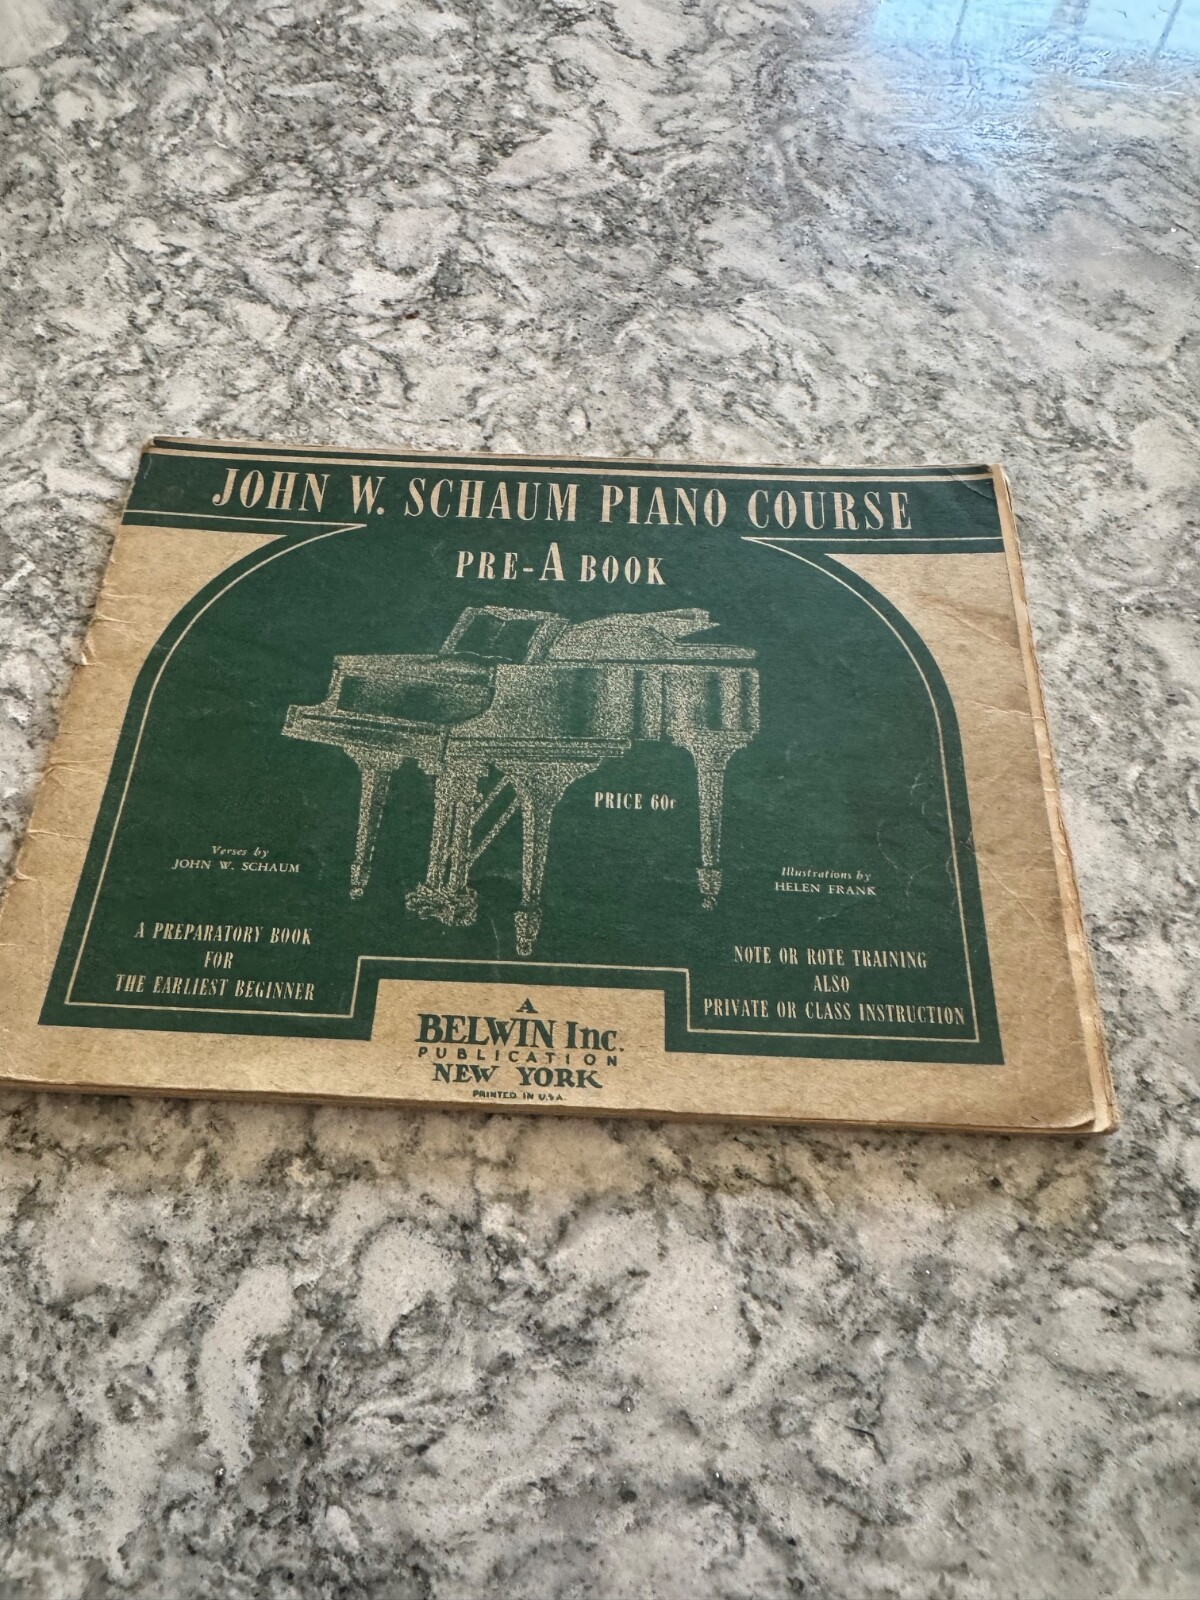 JOHN W. SCHAUM PIANO COURSE
PRE-A BOOK
PRICE 60¢
Verses by
JOHN W. SCHAUM
Illustrations by
HELEN FRANK
A PREPARATORY BOOK
FOR
THE EARLIEST BEGINNER
NOTE OR ROTE TRAINING
ALSO
PRIVATE OR CLASS INSTRUCTION
A
BELWIN Inc.
PUBLICATION
NEW YORK
PRINTED IN U.S.A.